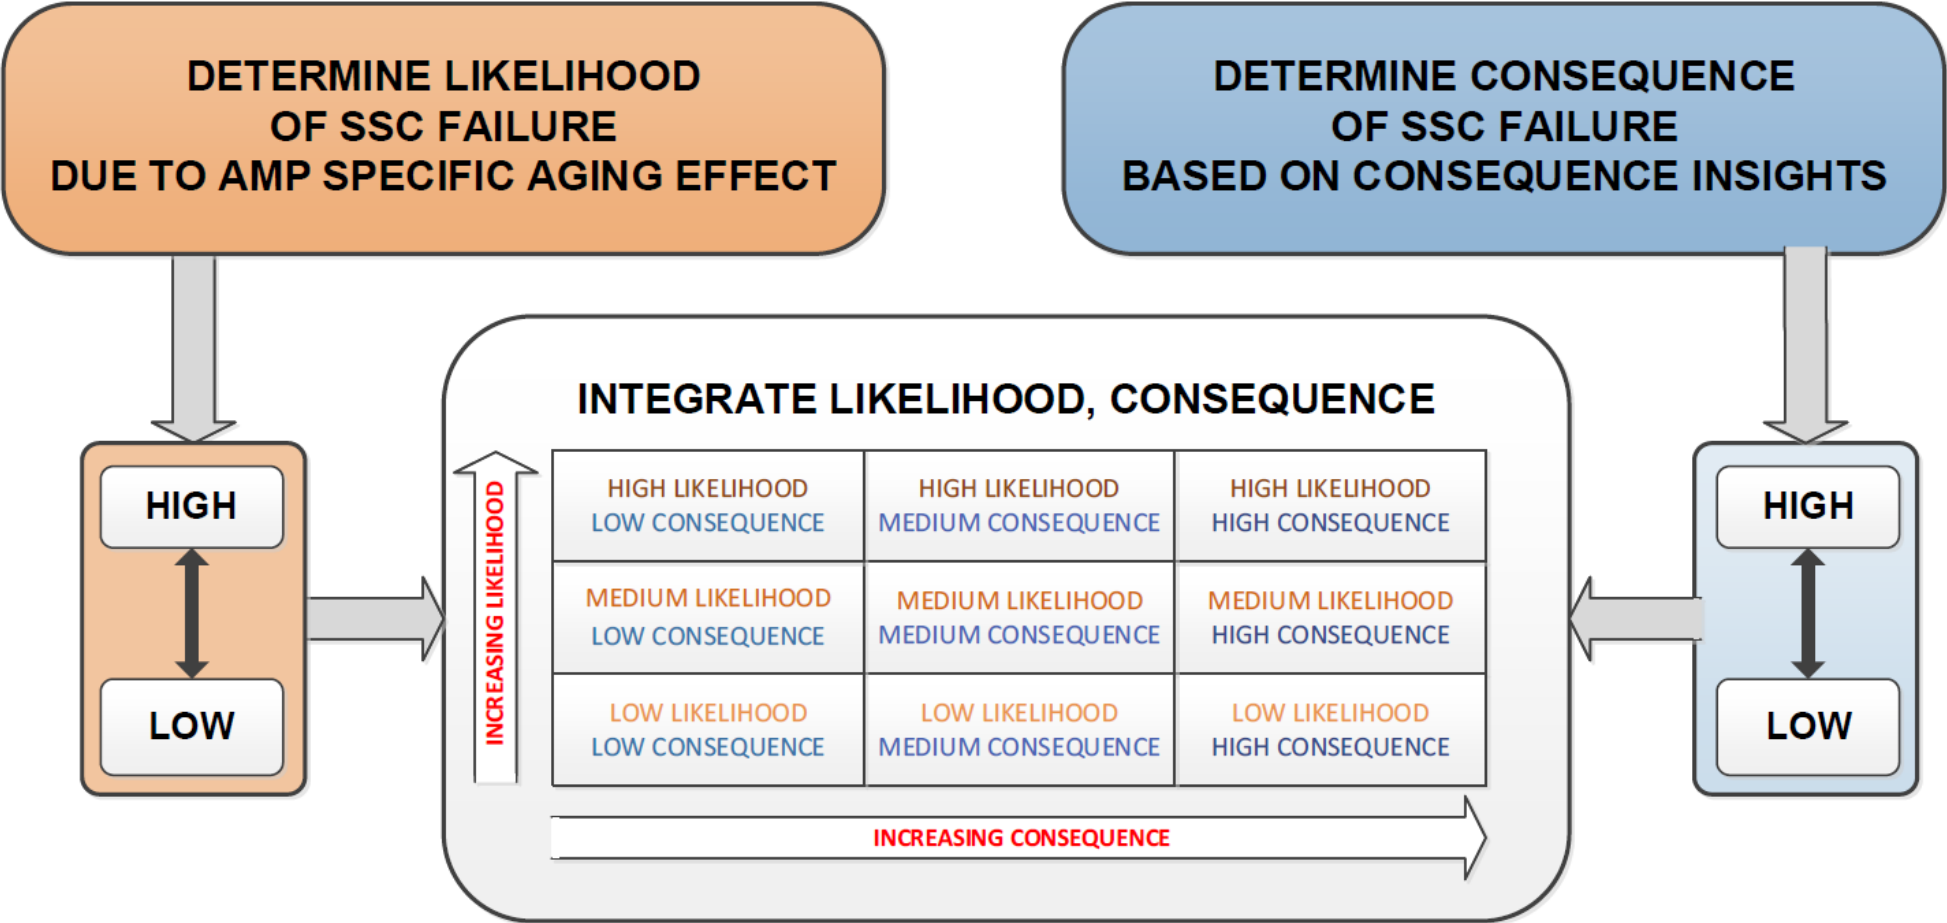 DETERMINE LIKELIHOOD
OF SSC FAILURE
DUE TO AMP SPECIFIC AGING EFFECT
DETERMINE CONSEQUENCE
OF SSC FAILURE
BASED ON CONSEQUENCE INSIGHTS
HIGH
LOW
INTEGRATE LIKELIHOOD, CONSEQUENCE
INCREASING LIKELIHOOD
HIGH LIKELIHOOD
LOW CONSEQUENCE
HIGH LIKELIHOOD
MEDIUM CONSEQUENCE
HIGH LIKELIHOOD
HIGH CONSEQUENCE
MEDIUM LIKELIHOOD
LOW CONSEQUENCE
MEDIUM LIKELIHOOD
MEDIUM CONSEQUENCE
MEDIUM LIKELIHOOD
HIGH CONSEQUENCE
LOW LIKELIHOOD
LOW CONSEQUENCE
LOW LIKELIHOOD
MEDIUM CONSEQUENCE
LOW LIKELIHOOD
HIGH CONSEQUENCE
INCREASING CONSEQUENCE
HIGH
LOW